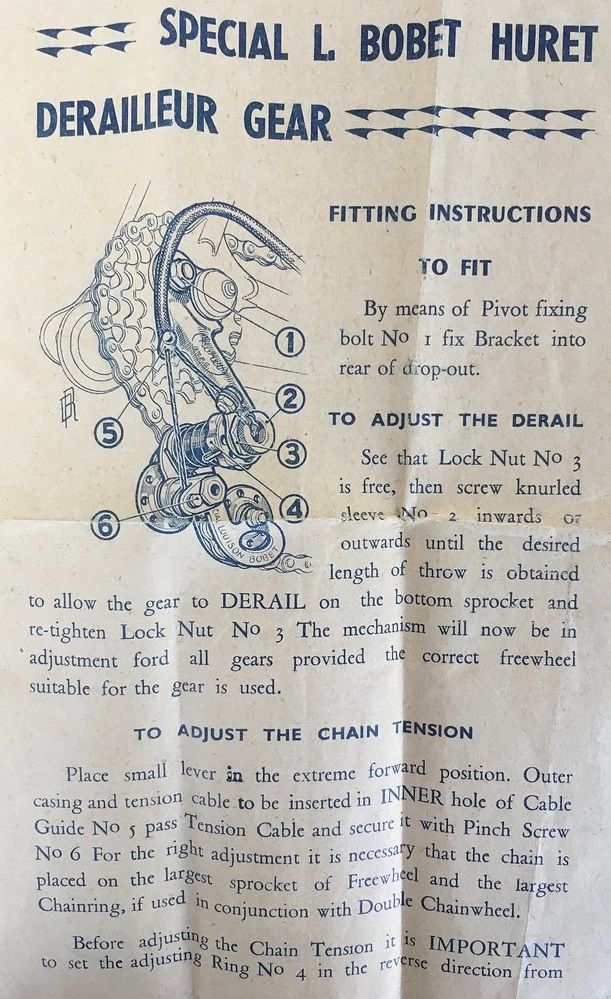 SPECIAL L. BOBET HURET
DERAILLEUR GEAR
FITTING INSTRUCTIONS
TO FIT
By means of Pivot fixing
bolt No 1 fix Bracket into
rear of drop-out.
1
2
3
4
5
6
LOUISON BOBET
TO ADJUST THE DERAIL
See that Lock Nut No 3
is free, then screw knurled
sleeve No 2 inwards or
outwards until the desired
length of throw is obtained
to allow the gear to DERAIL on the bottom sprocket and
re-tighten Lock Nut No 3 The mechanism will now be in
adjustment ford all gears provided the correct freewheel
suitable for the gear is used.
TO ADJUST THE CHAIN TENSION
Place small lever in the extreme forward position. Outer
casing and tension cable to be inserted in INNER hole of Cable
Guide No 5 pass Tension Cable and secure it with Pinch Screw
No 6 For the right adjustment it is necessary that the chain is
placed on the largest sprocket of Freewheel and the largest
Chainring, if used in conjunction with Double Chainwheel.
Before adjusting the Chain Tension it is IMPORTANT
to set the adjusting Ring No 4 in the reverse direction from